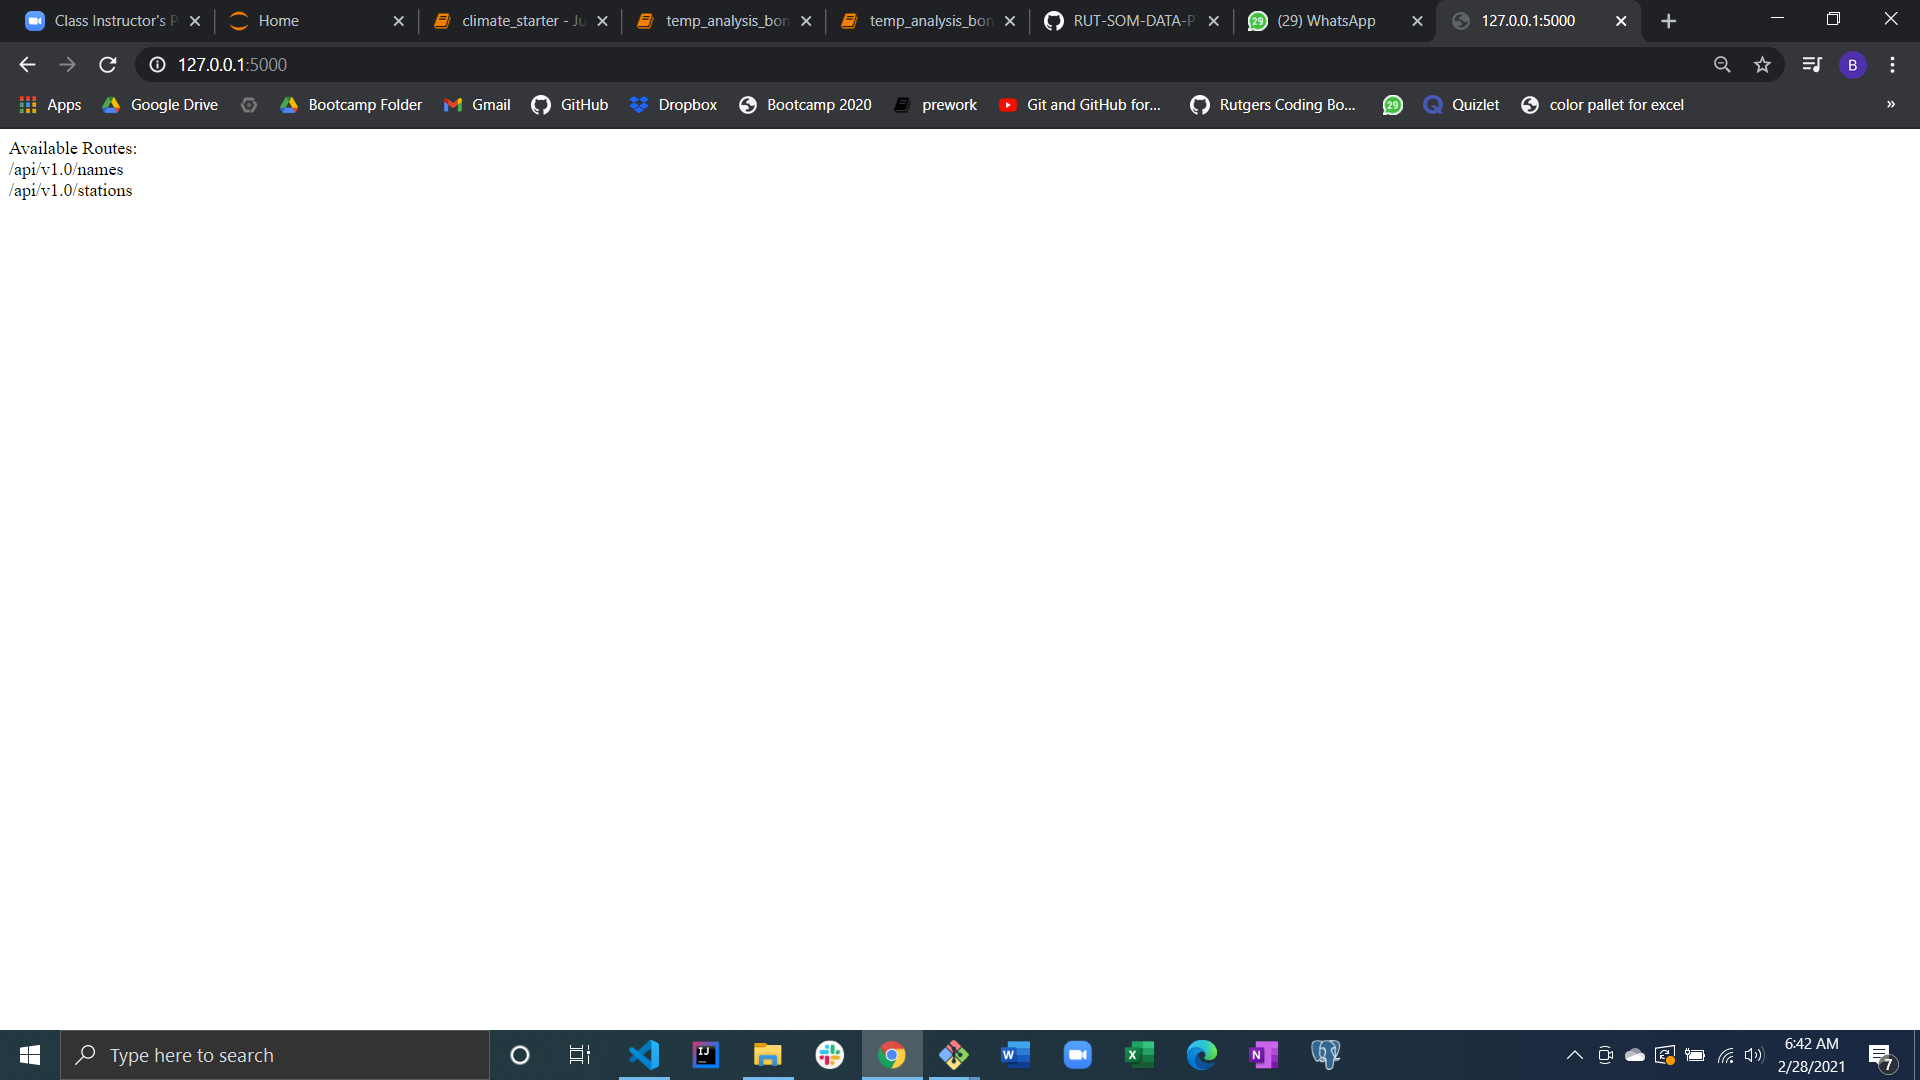 Class Instructor's P
Home
climate_starter - Ju
temp_analysis_bon
temp_analysis_bon
RUT-SOM-DATA-P
(29) WhatsApp
127.0.0.1:5000
127.0.0.1:5000
B
Apps
Google Drive
Bootcamp Folder
Gmail
GitHub
Dropbox
Bootcamp 2020
prework
Git and GitHub for...
Rutgers Coding Bo...
29
Quizlet
color pallet for excel
»
Available Routes:
/api/v1.0/names
/api/v1.0/stations
Type here to search
6:42 AM
2/28/2021
7